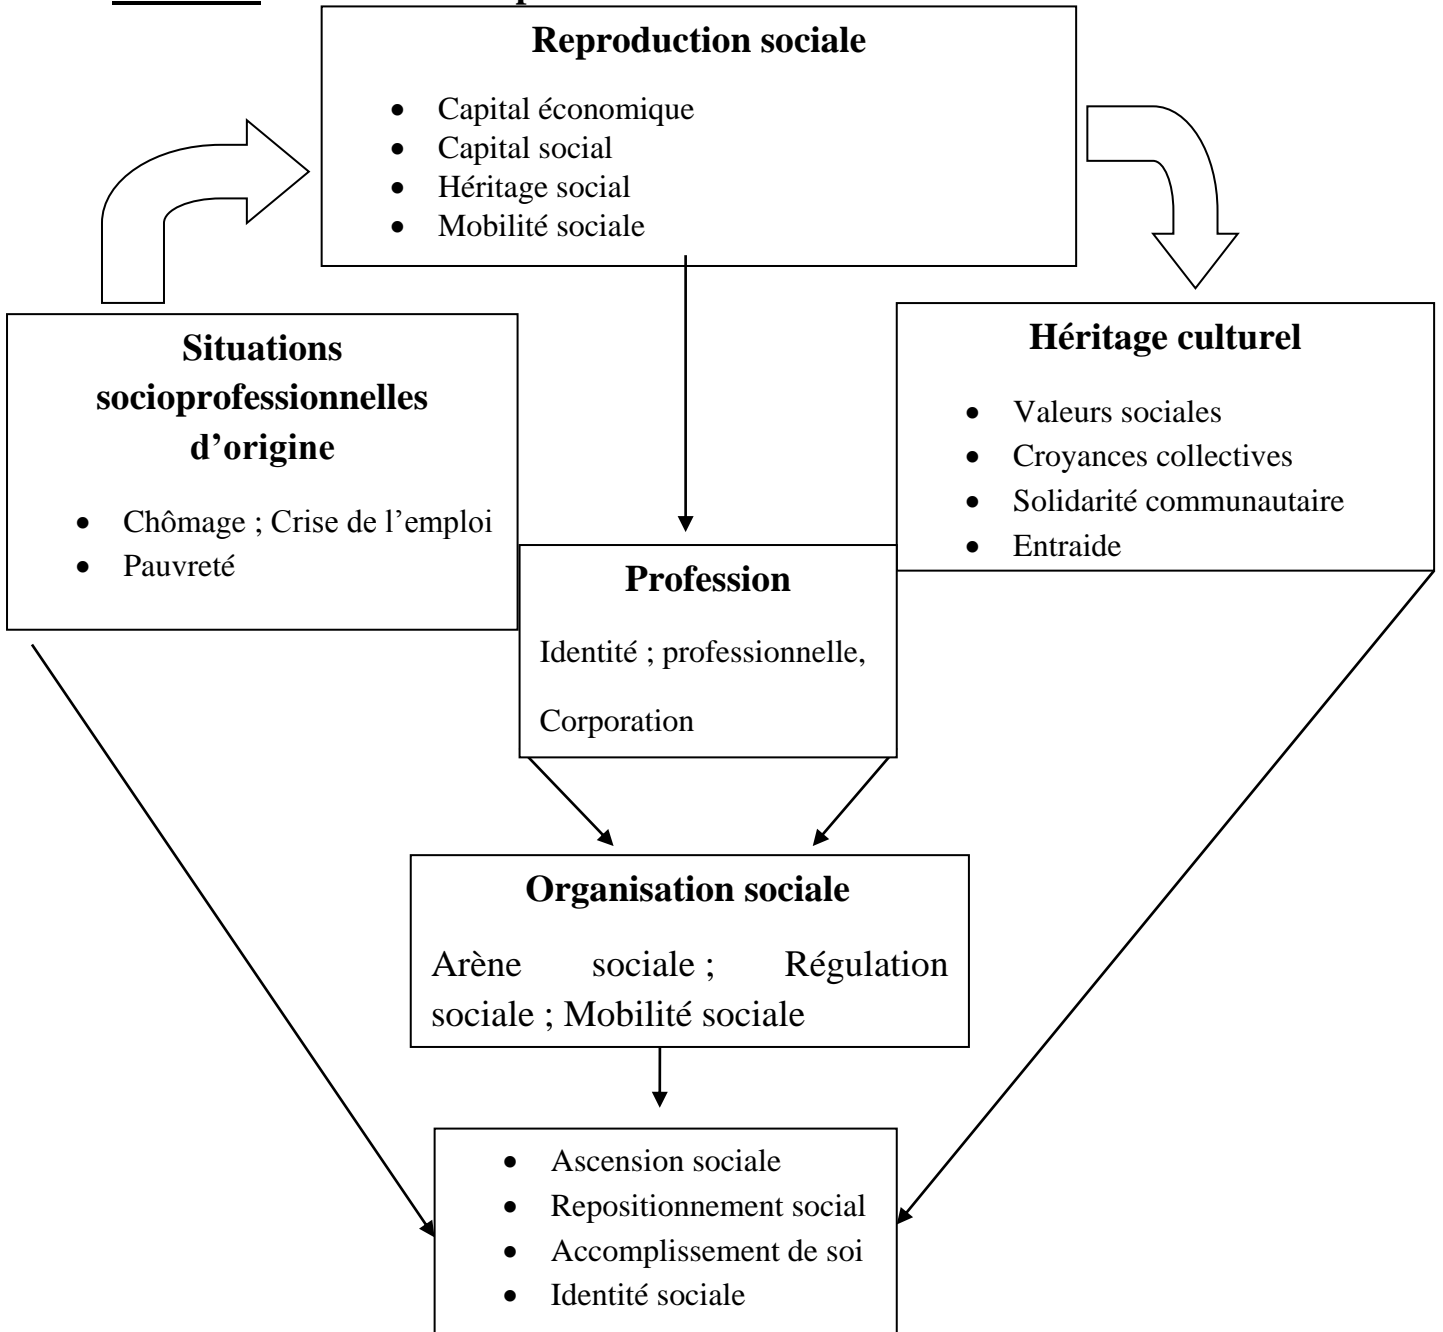 Reproduction sociale
• Capital économique
• Capital social
• Héritage social
• Mobilité sociale
Situations
socioprofessionnelles
d’origine
• Chômage ; Crise de l’emploi
• Pauvreté
Héritage culturel
• Valeurs sociales
• Croyances collectives
• Solidarité communautaire
• Entraide
Profession
Identité ; professionnelle,
Corporation
Organisation sociale
Arène sociale ; Régulation
sociale ; Mobilité sociale
• Ascension sociale
• Repositionnement social
• Accomplissement de soi
• Identité sociale